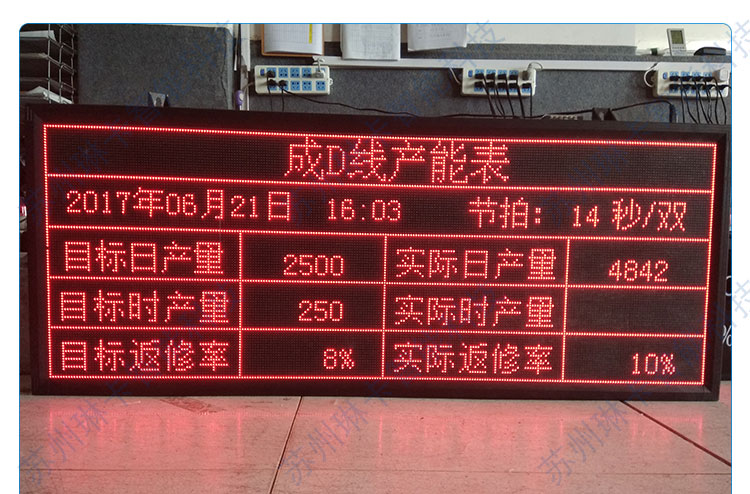 成D线产能表
2017年06月21日 16:03 节拍: 14 秒/双
目标日产量 2500 实际日产量 4842
目标时产量 250 实际时产量
目标返修率 8% 实际返修率 10%